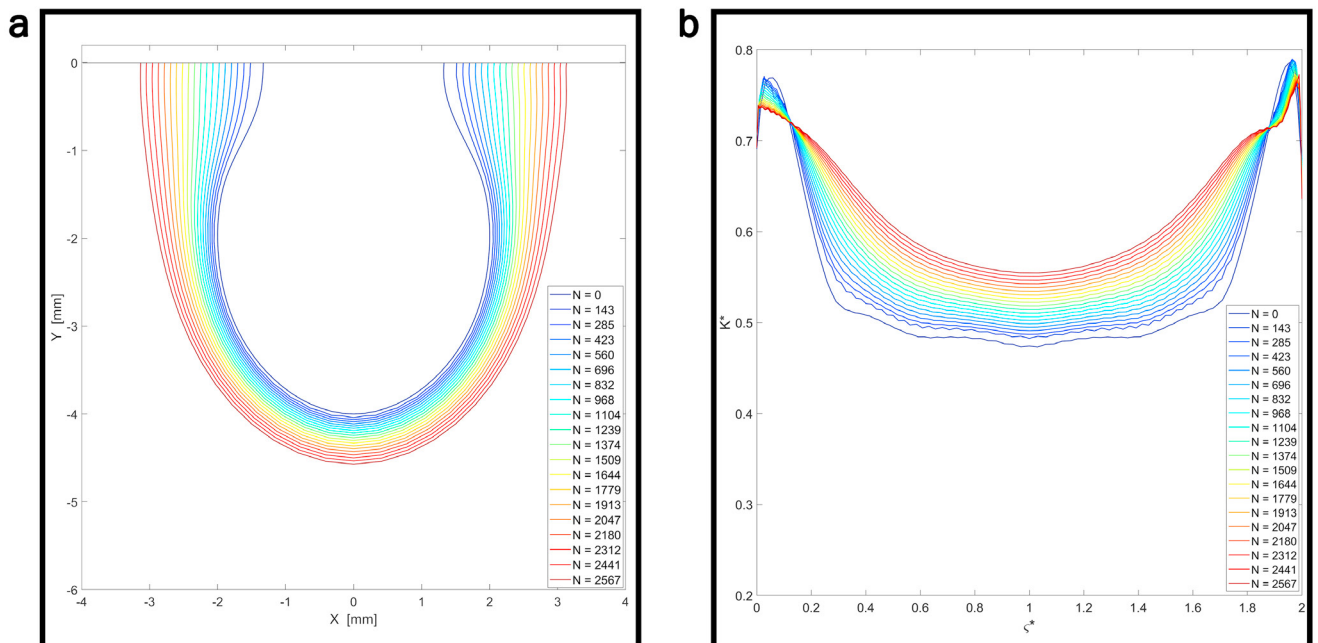 a
-4 -3 -2 -1 0 1 2 3 4
0
-1
-2
-3
-4
-5
-6
Y [mm]
X [mm]
N = 0
N = 143
N = 285
N = 423
N = 560
N = 696
N = 832
N = 968
N = 1104
N = 1239
N = 1374
N = 1509
N = 1644
N = 1779
N = 1913
N = 2047
N = 2180
N = 2312
N = 2441
N = 2567
b
0.8
0.7
0.6
0.5
0.4
0.3
0.2
K*
0 0.2 0.4 0.6 0.8 1 1.2 1.4 1.6 1.8 2
ς*
N = 0
N = 143
N = 285
N = 423
N = 560
N = 696
N = 832
N = 968
N = 1104
N = 1239
N = 1374
N = 1509
N = 1644
N = 1779
N = 1913
N = 2047
N = 2180
N = 2312
N = 2441
N = 2567